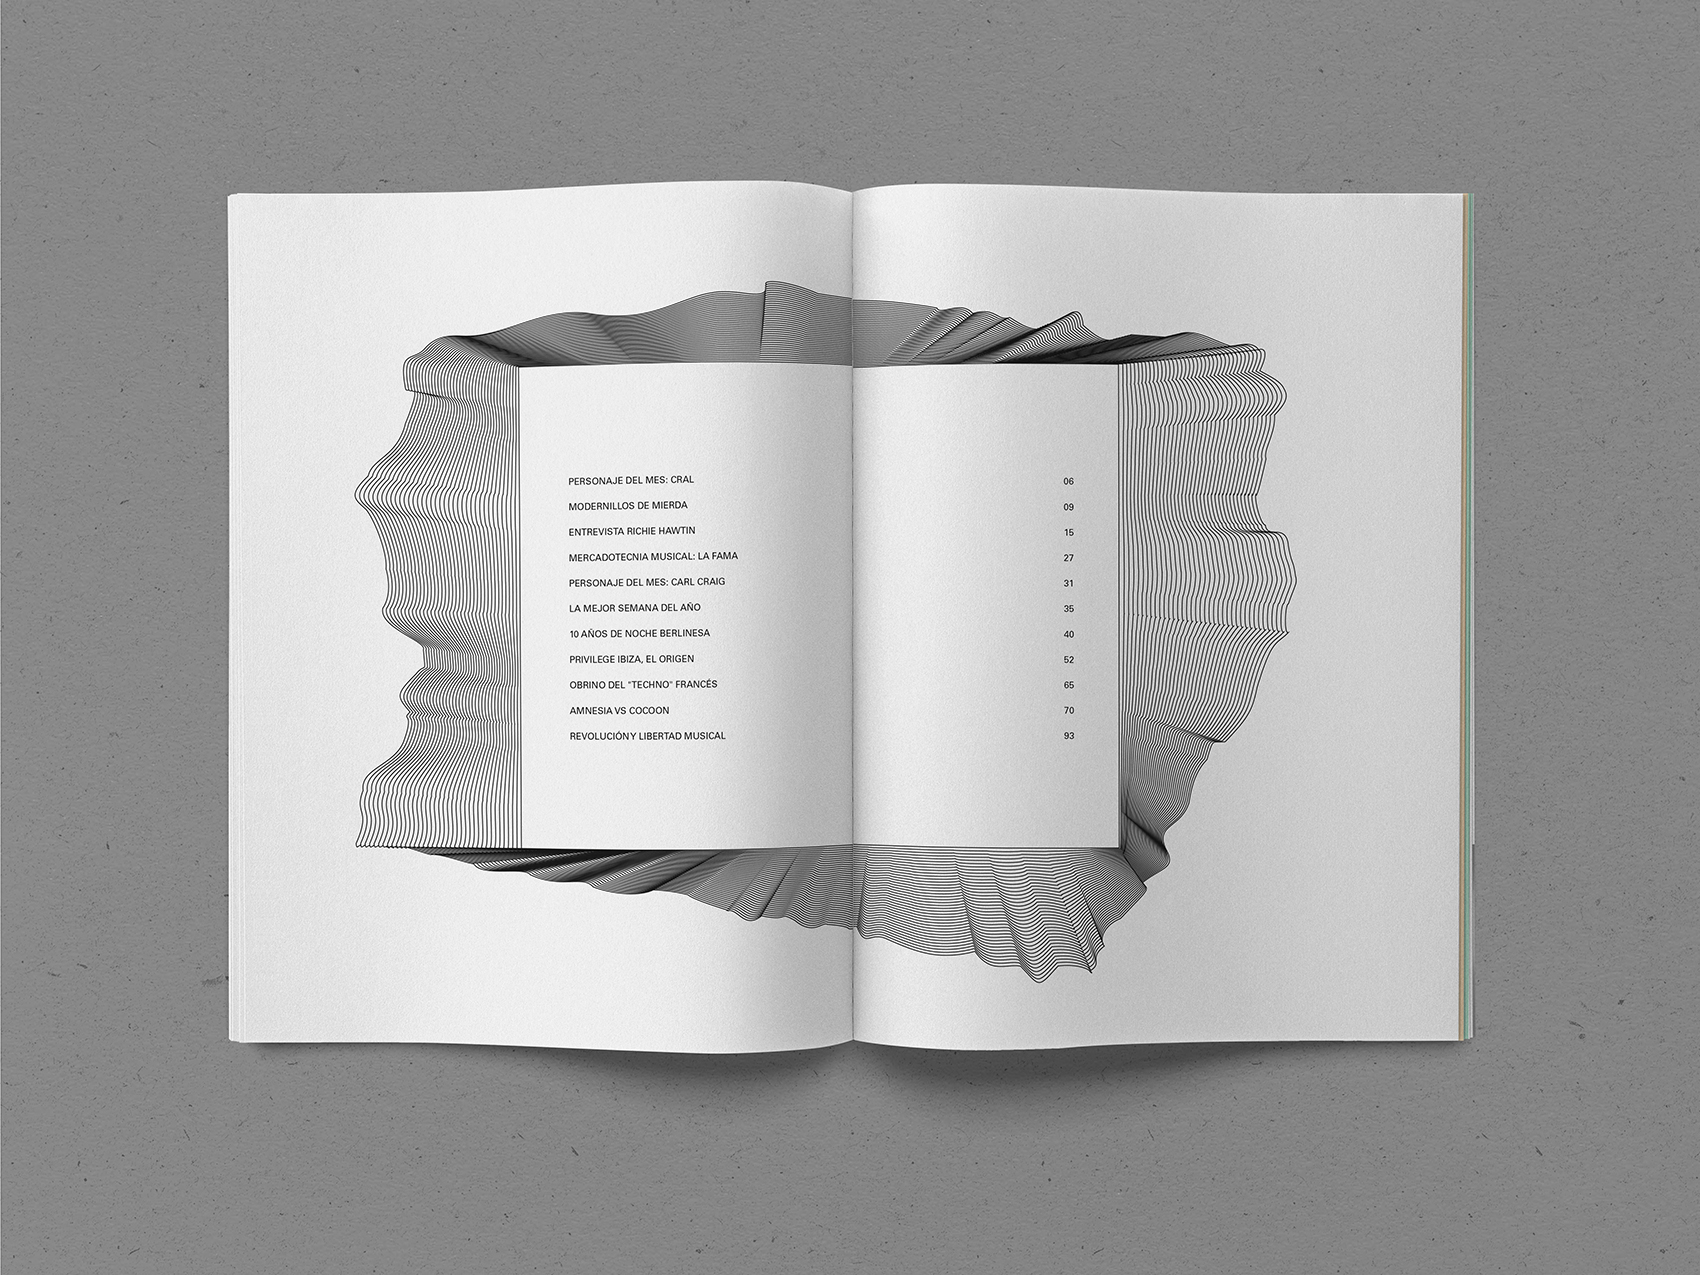 PERSONAJE DEL MES: CRAL 06
MODERNILLOS DE MIERDA 09
ENTREVISTA RICHIE HAWTIN 15
MERCADOTECNIA MUSICAL: LA FAMA 27
PERSONAJE DEL MES: CARL CRAIG 31
LA MEJOR SEMANA DEL AÑO 35
10 AÑOS DE NOCHE BERLINESA 40
PRIVILEGE IBIZA, EL ORIGEN 52
OBRINO DEL "TECHNO" FRANCÉS 65
AMNESIA VS COCOON 70
REVOLUCIÓN Y LIBERTAD MUSICAL 93